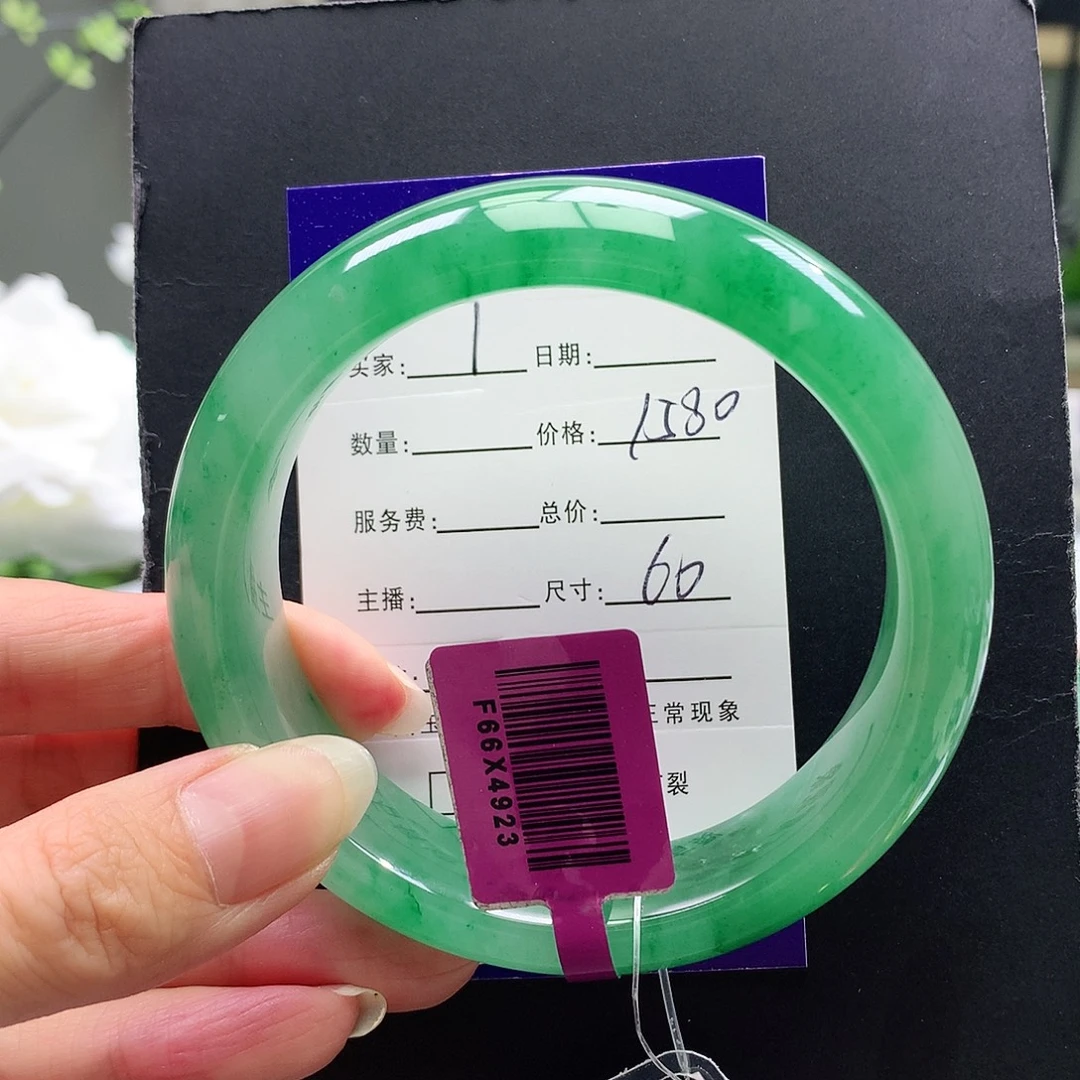 买家: 1 日期:
数量: 价格: 1580
服务费: 总价:
主播: 尺寸: 60
常现象
裂
F66X4923